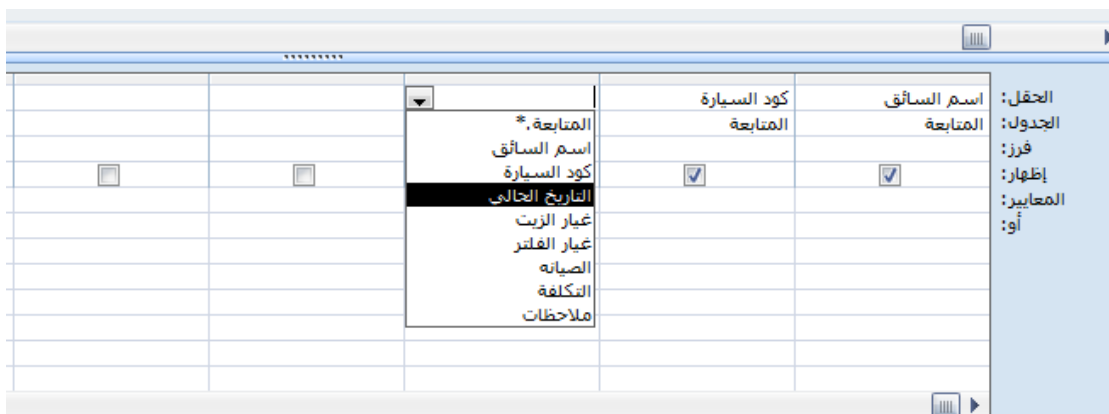 الحقل: اسم السائق كود السيارة
الجدول: المتابعة المتابعة
فرز:
إظهار:
المعايير:
أو:
المتابعة.*
اسم السائق
كود السيارة
التاريخ الحالي
غيار الزيت
غيار الفلتر
الصيانه
التكلفة
ملاحظات